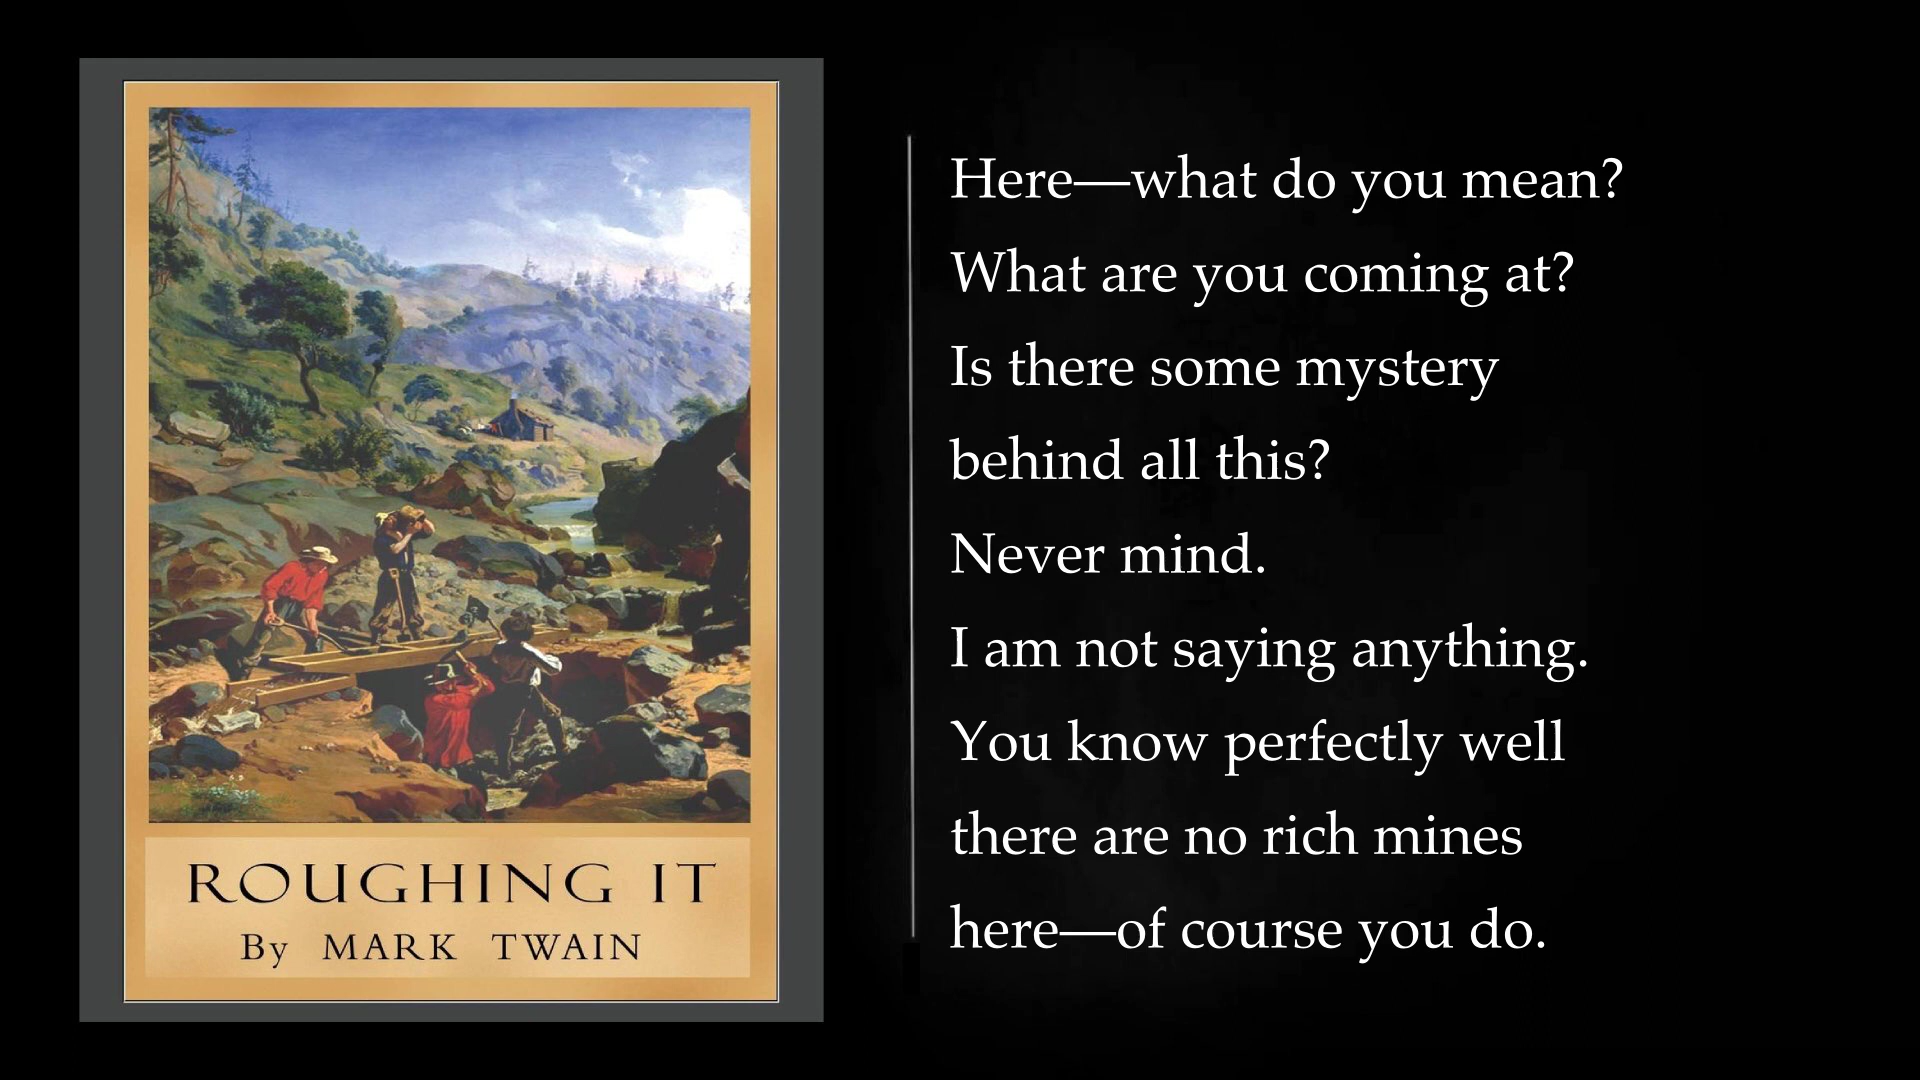 ROUGHING IT
By MARK TWAIN
Here—what do you mean?
What are you coming at?
Is there some mystery
behind all this?
Never mind.
I am not saying anything.
You know perfectly well
there are no rich mines
here—of course you do.